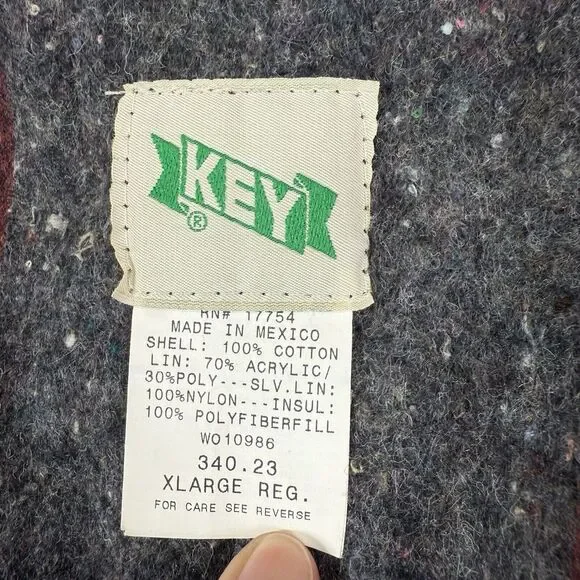 KEY
®
RN# 17754
MADE IN MEXICO
SHELL: 100% COTTON
LIN: 70% ACRYLIC/
30%POLY---SLV.LIN:
100%NYLON---INSUL:
100% POLYFIBERFILL
WO10986
340.23
XLARGE REG.
FOR CARE SEE REVERSE